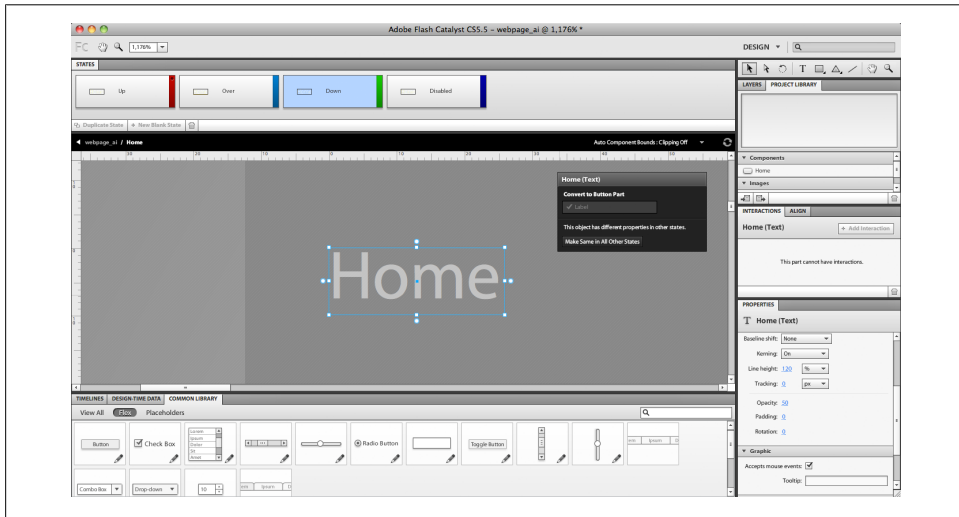 Adobe Flash Catalyst CS5.5 – webpage_ai @ 1,176% *
FC 1,176% DESIGN
STATES
Up Over Down Disabled
Duplicate State + New Blank State
LAYERS PROJECT LIBRARY
webpage_ai / Home Auto Component Bounds : Clipping Off
Components
Home
Images
Home (Text)
Convert to Button Part
Label
This object has different properties in other states.
Make Same in All Other States
Home
INTERACTIONS ALIGN
Home (Text) + Add Interaction
This part cannot have interactions.
PROPERTIES
T Home (Text)
Baseline shift: None
Kerning: On
Line height: 120 %
Tracking: 0 px
Opacity: 50
Padding: 0
Rotation: 0
Graphic
Accepts mouse events:
Tooltip:
TIMELINES DESIGN-TIME DATA COMMON LIBRARY
View All Flex Placeholders
Button Check Box Lorem Ipsum Dolor Sit Amet Radio Button Toggle Button
Combo Box Drop-down 10